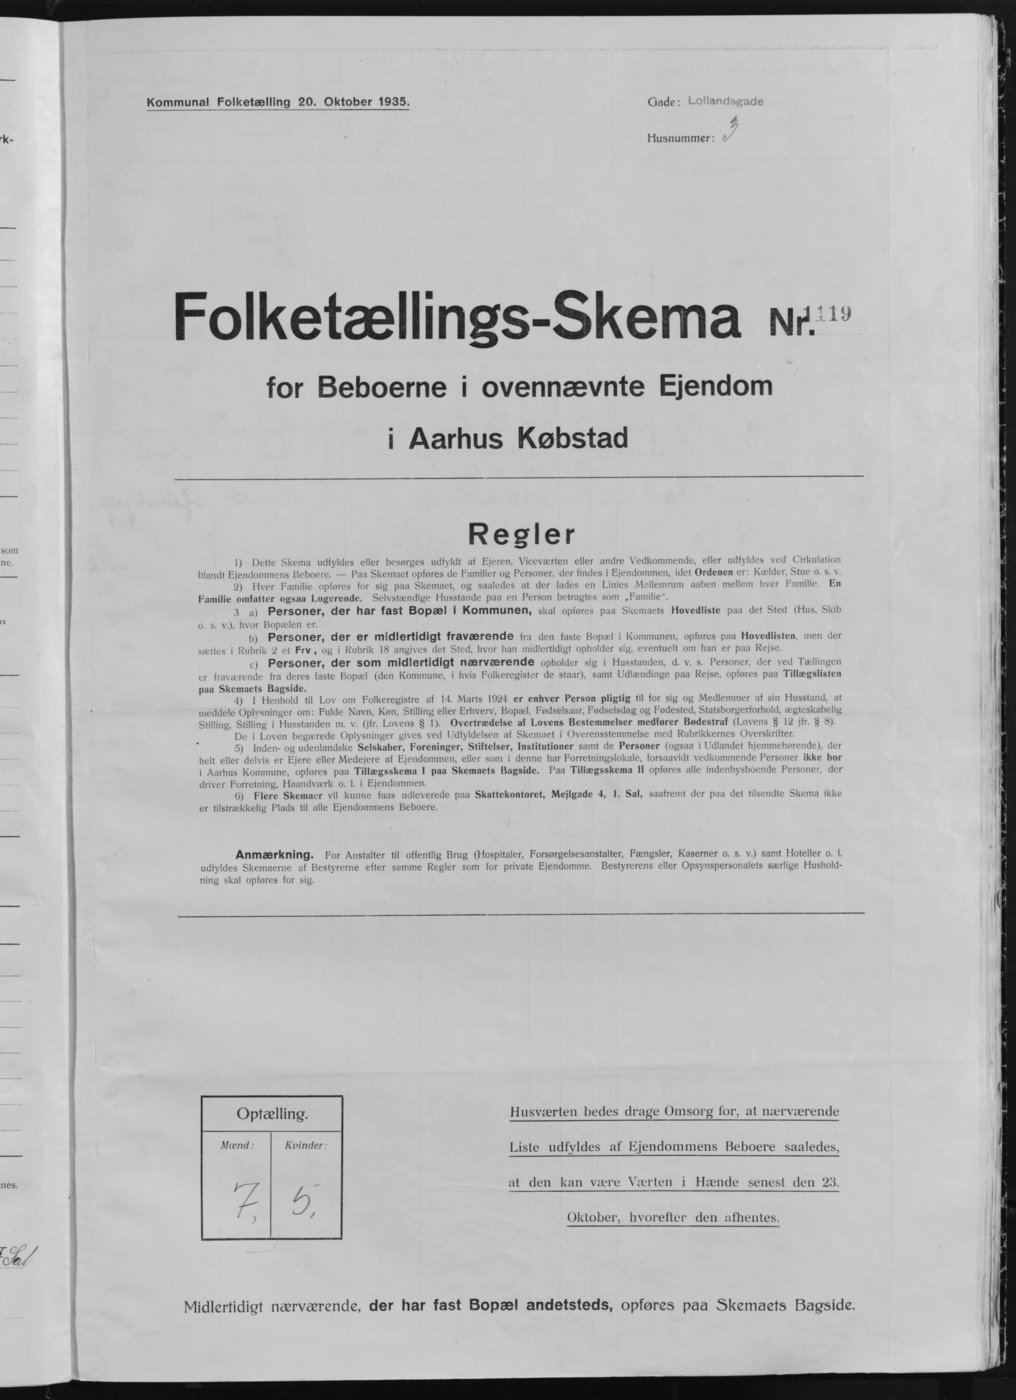 Kommunal Folketælling 20. Oktober 1935.
Gade: Lollandsgade
Husnummer: 3
Folketællings-Skema Nr. 1119
for Beboerne i ovennævnte Ejendom
i Aarhus Købstad
Regler
1) Dette Skema udfyldes eller besørges udfyldt af Ejeren, Viceværten eller andre Vedkommende, eller udfyldes ved Cirkulation
blandt Ejendommens Beboere. — Paa Skemaet opføres de Familier og Personer, der findes i Ejendommen, idet Ordenen er: Kælder, Stue o. s. v.
2) Hver Familie opføres for sig paa Skemaet, og saaledes at der lades en Linies Mellemrum aaben mellem hver Familie. En
Familie omfatter ogsaa Logerende. Selvstændige Husstande paa en Person betragtes som „Familie“.
3 a) Personer, der har fast Bopæl i Kommunen, skal opføres paa Skemaets Hovedliste paa det Sted (Hus, Skib
o. s. v.), hvor Bopælen er.
b) Personer, der er midlertidigt fraværende fra den faste Bopæl i Kommunen, opføres paa Hovedlisten, men der
sættes i Rubrik 2 et Frv, og i Rubrik 18 angives det Sted, hvor han midlertidigt opholder sig, eventuelt om han er paa Rejse.
c) Personer, der som midlertidigt nærværende opholder sig i Husstanden, d. v. s. Personer, der ved Tællingen
er fraværende fra deres faste Bopæl (den Kommune, i hvis Folkeregister de staar), samt Udlændinge paa Rejse, opføres paa Tillægslisten
paa Skemaets Bagside.
4) I Henhold til Lov om Folkeregistre af 14. Marts 1924 er enhver Person pligtig til for sig og Medlemmer af sin Husstand, at
meddele Oplysninger om: Fulde Navn, Køn, Stilling eller Erhverv, Bopæl, Fødselsaar, Fødselsdag og Fødested, Statsborgerforhold, ægteskabelig
Stilling, Stilling i Husstanden m. v. (jfr. Lovens § 1). Overtrædelse af Lovens Bestemmelser medfører Bødestraf (Lovens § 12 jfr. § 8).
De i Loven begærede Oplysninger gives ved Udfyldelsen af Skemaet i Overensstemmelse med Rubrikkernes Overskrifter.
5) Inden- og udenlandske Selskaber, Foreninger, Stiftelser, Institutioner samt de Personer (ogsaa i Udlandet hjemmehørende), der
helt eller delvis er Ejere eller Medejere af Ejendommen, eller som i denne har Forretningslokale, forsaavidt vedkommende Personer ikke bor
i Aarhus Kommune, opføres paa Tillægsskema I paa Skemaets Bagside. Paa Tillægsskema II opføres alle indenbysboende Personer, der
driver Forretning, Haandværk o. l. i Ejendommen.
6) Flere Skemaer vil kunne faas udleverede paa Skattekontoret, Mejlgade 4, 1. Sal, saafremt der paa det tilsendte Skema ikke
er tilstrækkelig Plads til alle Ejendommens Beboere.
Anmærkning. For Anstalter til offentlig Brug (Hospitaler, Forsørgelsesanstalter, Fængsler, Kaserner o. s. v.) samt Hoteller o. l.
udfyldes Skemaerne af Bestyrerne efter samme Regler som for private Ejendomme. Bestyrerens eller Opsynspersonalets særlige Hushold-
ning skal opføres for sig.
Optælling.
Mænd: Kvinder:
7, 5,
Husværten bedes drage Omsorg for, at nærværende
Liste udfyldes af Ejendommens Beboere saaledes,
at den kan være Værten i Hænde senest den 23.
Oktober, hvorefter den afhentes.
Midlertidigt nærværende, der har fast Bopæl andetsteds, opføres paa Skemaets Bagside.
rk-
som
ne.
rs
nes.
Sal